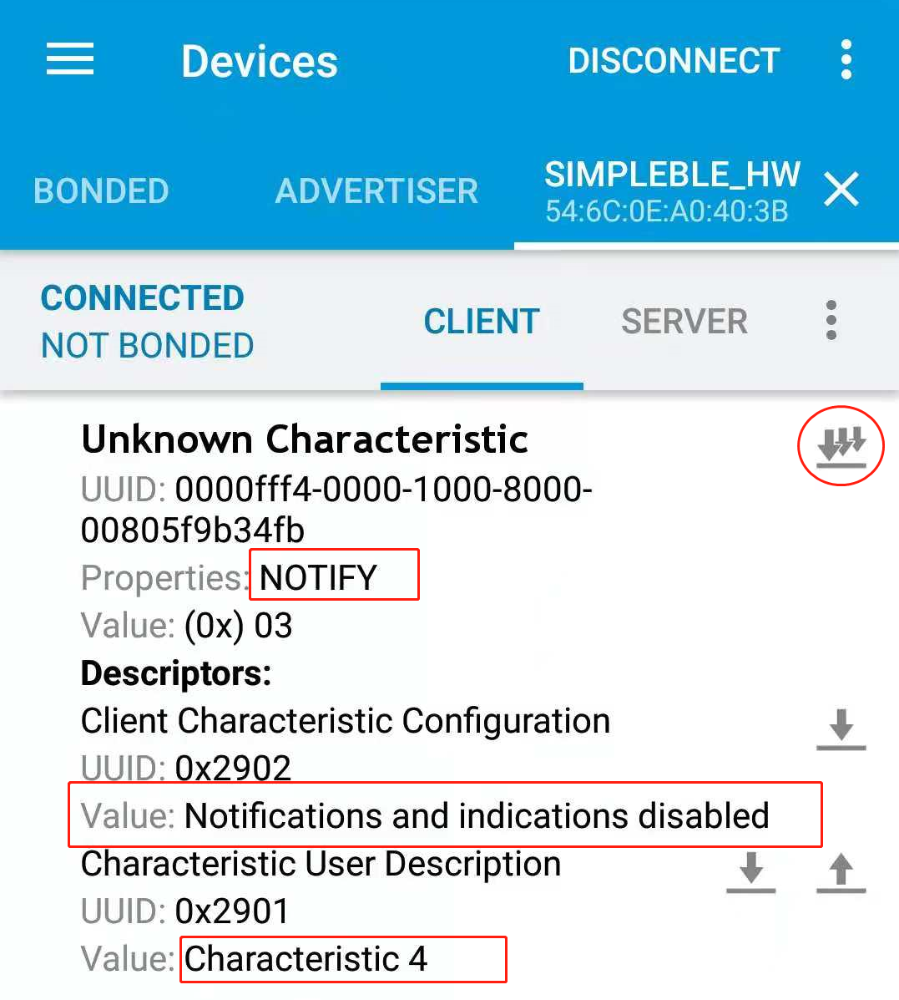 Devices
DISCONNECT
BONDED
ADVERTISER
SIMPLEBLE_HW
54:6C:0E:A0:40:3B
CONNECTED
NOT BONDED
CLIENT
SERVER
Unknown Characteristic
UUID: 0000fff4-0000-1000-8000-
00805f9b34fb
Properties: NOTIFY
Value: (0x) 03
Descriptors:
Client Characteristic Configuration
UUID: 0x2902
Value: Notifications and indications disabled
Characteristic User Description
UUID: 0x2901
Value: Characteristic 4